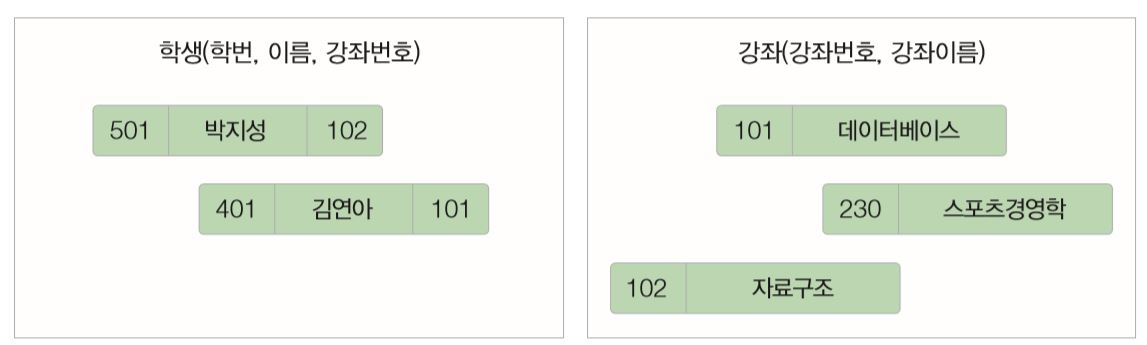 학생(학번, 이름, 강좌번호)
501 박지성 102
401 김연아 101
강좌(강좌번호, 강좌이름)
101 데이터베이스
230 스포츠경영학
102 자료구조